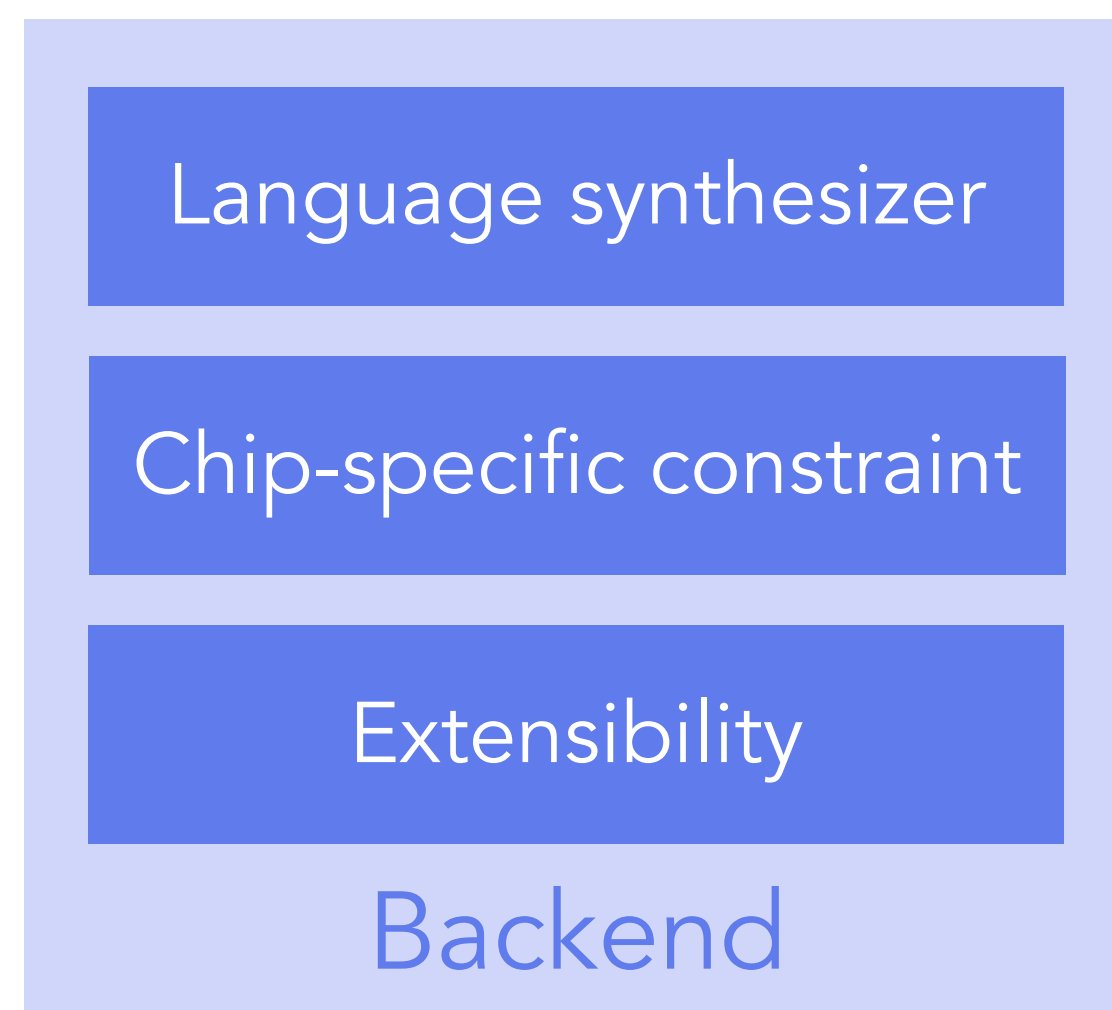 Language synthesizer
Chip-specific constraint
Extensibility
Backend